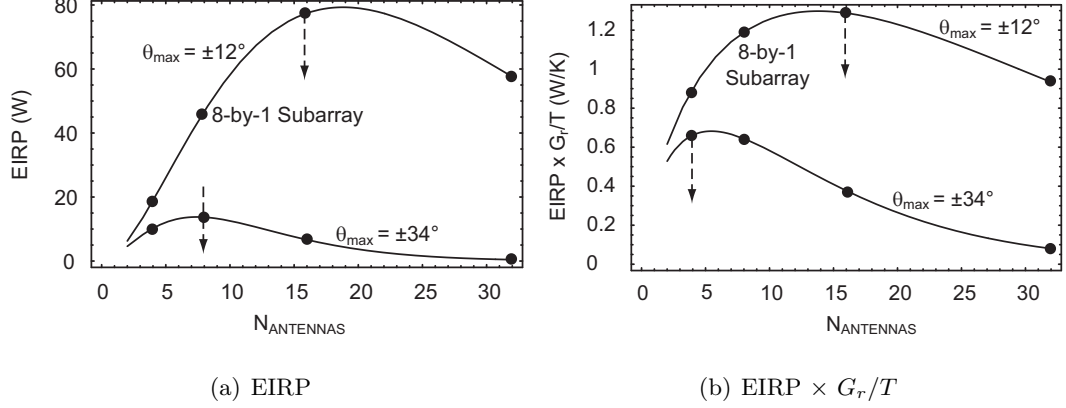 80
60
40
20
0
EIRP (W)
θmax = ±12°
8-by-1 Subarray
θmax = ±34°
0 5 10 15 20 25 30
N_ANTENNAS
(a) EIRP
1.2
1
0.8
0.6
0.4
0.2
0
EIRP x Gr/T (W/K)
8-by-1
Subarray
θmax = ±12°
θmax = ±34°
0 5 10 15 20 25 30
N_ANTENNAS
(b) EIRP × Gr/T